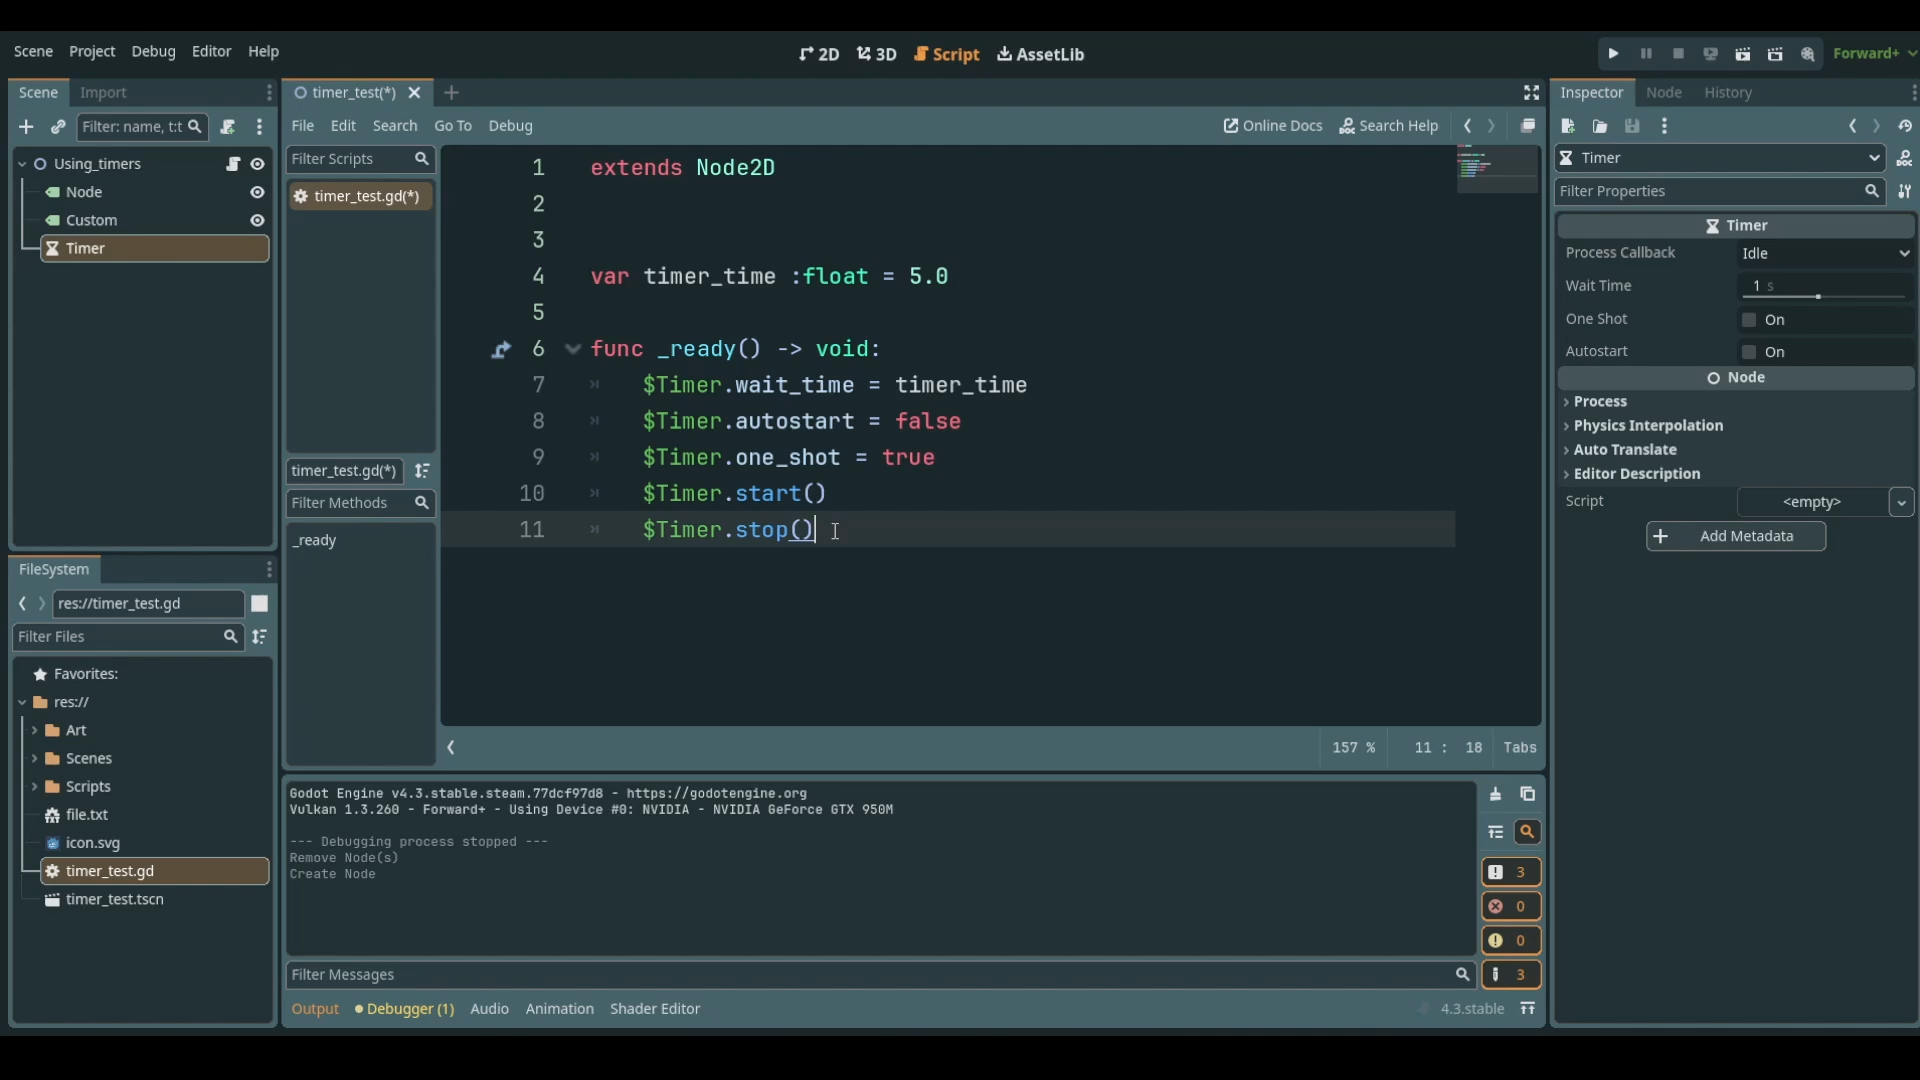 Scene Project Debug Editor Help
2D 3D Script AssetLib
Forward+
Scene Import
Filter: name, t:t
Using_timers
Node
Custom
Timer
FileSystem
res://timer_test.gd
Filter Files
Favorites:
res://
Art
Scenes
Scripts
file.txt
icon.svg
timer_test.gd
timer_test.tscn
timer_test(*)
File Edit Search Go To Debug
Online Docs Search Help
Filter Scripts
timer_test.gd(*)
timer_test.gd(*)
Filter Methods
_ready
1 extends Node2D
2
3
4 var timer_time :float = 5.0
5
6 func _ready() -> void:
7 $Timer.wait_time = timer_time
8 $Timer.autostart = false
9 $Timer.one_shot = true
10 $Timer.start()
11 $Timer.stop()
157 % 11 : 18 Tabs
Godot Engine v4.3.stable.steam.77dcf97d8 - https://godotengine.org
Vulkan 1.3.260 - Forward+ - Using Device #0: NVIDIA - NVIDIA GeForce GTX 950M
--- Debugging process stopped ---
Remove Node(s)
Create Node
3
0
0
3
Filter Messages
Output Debugger (1) Audio Animation Shader Editor
4.3.stable
Inspector Node History
Timer
Filter Properties
Timer
Process Callback Idle
Wait Time 1 s
One Shot On
Autostart On
Node
Process
Physics Interpolation
Auto Translate
Editor Description
Script <empty>
Add Metadata